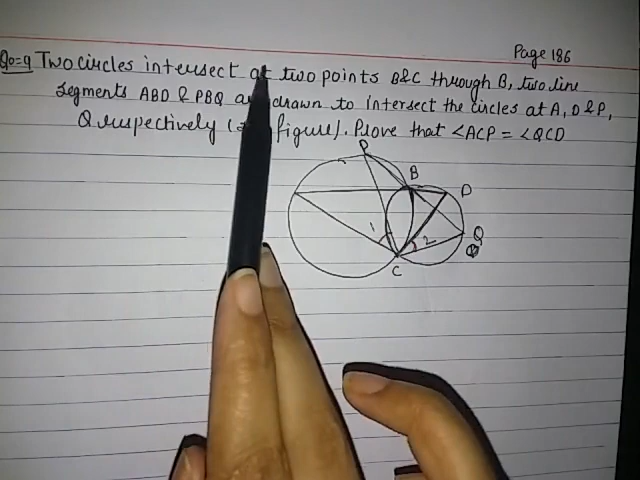 Page 186
Qo=9 Two circles intersect at two points B&C through B, two line
segments ABD & PBQ are drawn to intersect the circles at A, D & P,
Q respectively ( figure). Prove that ∠ACP = ∠QCD
P
B
D
1
2
Q
C